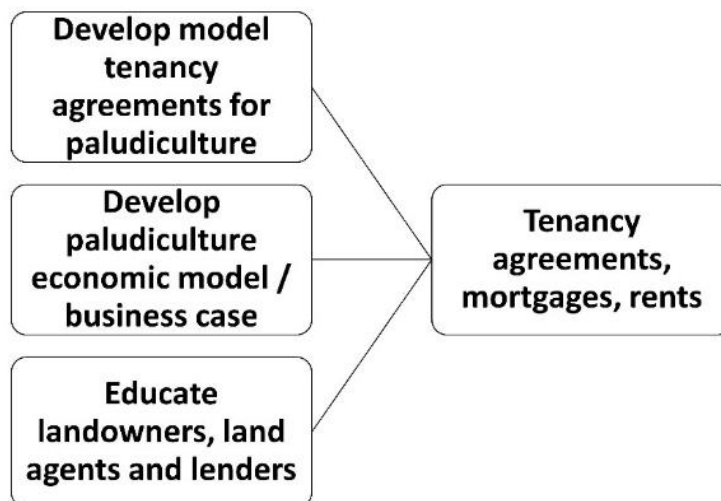 Develop model
tenancy
agreements for
paludiculture
Develop
paludiculture
economic model /
business case
Educate
landowners, land
agents and lenders
Tenancy
agreements,
mortgages, rents